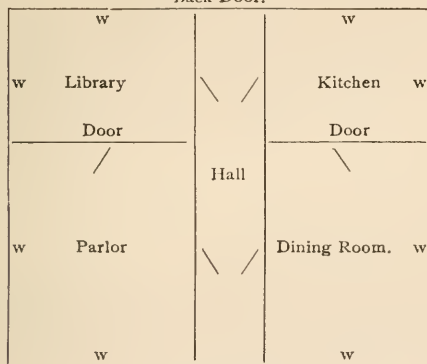 Back Door.
w w
w Library Kitchen w
Door Door
Hall
w Parlor Dining Room. w
w w